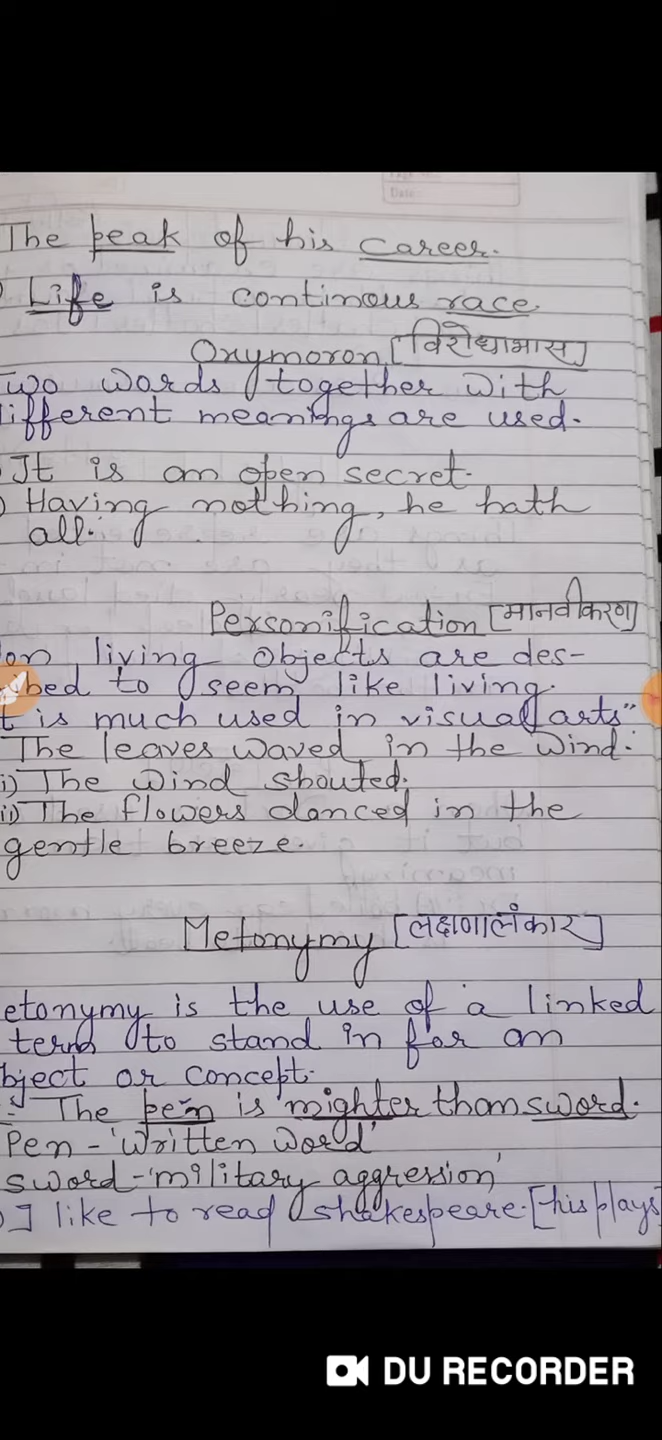 Date:
The peak of his career.
Life is continous race
Oxymoron [विरोधाभास]
wo words together with
ifferent meanings are used.
It is an open secret.
) Having nothing, he hath
all.
Personification [मानवीकरण]
on living objects are des-
bed to seem like living.
t is much used in visual arts"
The leaves waved in the wind.
i) The wind shouted.
ii) The flowers danced in the
gentle breeze.
Metonymy [लक्षणालंकार]
etonymy is the use of a linked
term to stand in for an
bject or concept.
:- The pen is mighter than sword.
Pen - 'Written Word'
sword - 'military aggression'
) I like to read shakespeare. [his plays]
DU RECORDER